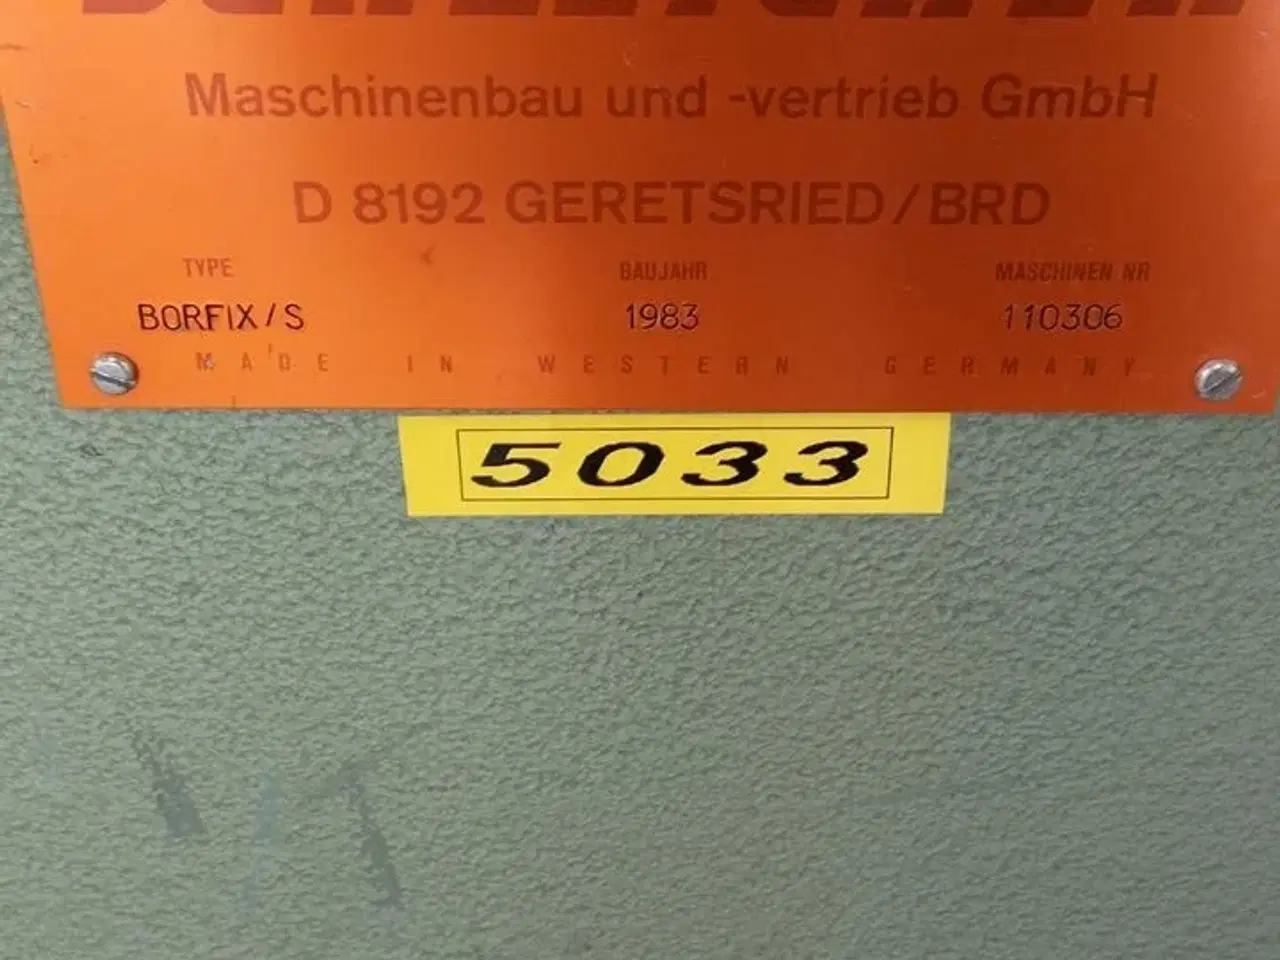 Maschinenbau und -vertrieb GmbH
D 8192 GERETSRIED/BRD
TYPE BAUJAHR MASCHINEN NR
BORFIX/S 1983 110306
MADE IN WESTERN GERMANY
5033